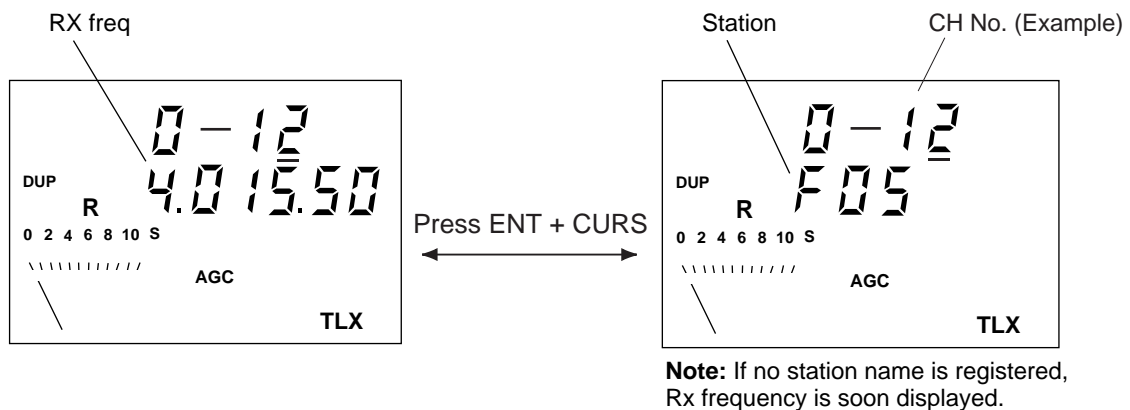 RX freq
0-12
DUP
4.015.50
R
0 2 4 6 8 10 S
AGC
TLX
Press ENT + CURS
Station
CH No. (Example)
0-12
DUP
F05
R
0 2 4 6 8 10 S
AGC
TLX
Note: If no station name is registered,
Rx frequency is soon displayed.